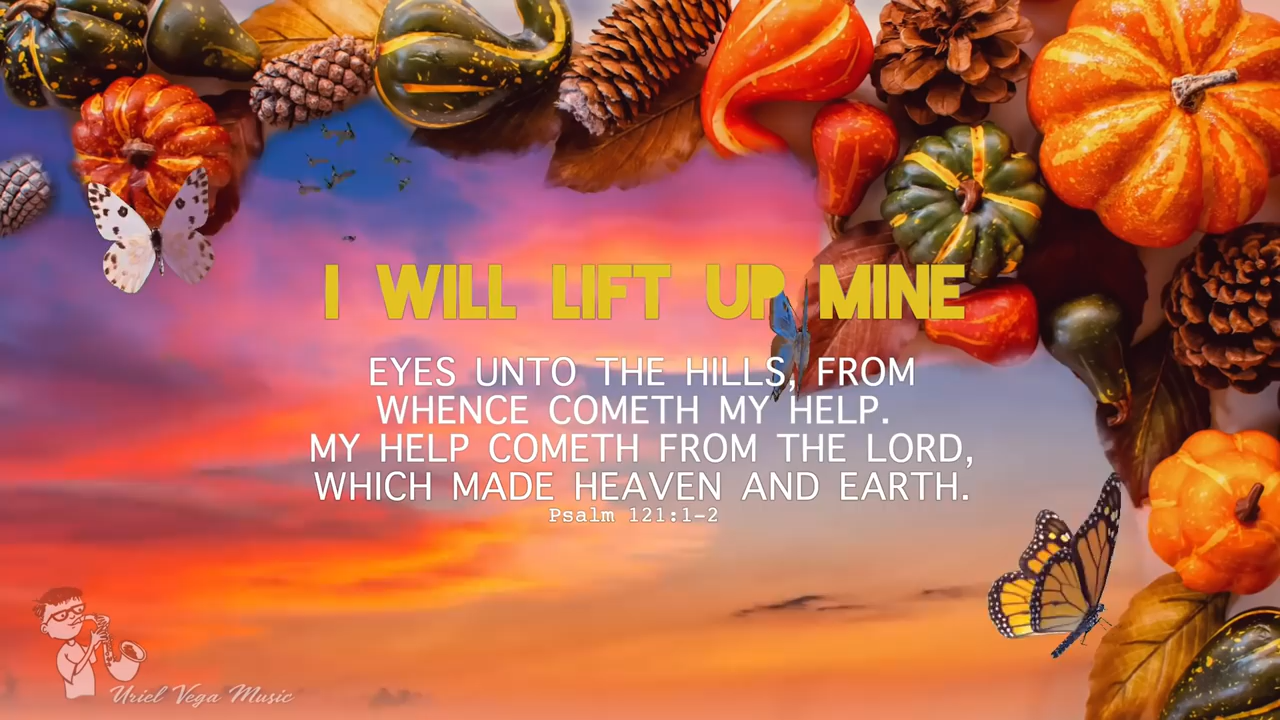 I WILL LIFT UP MINE
EYES UNTO THE HILLS, FROM
WHENCE COMETH MY HELP.
MY HELP COMETH FROM THE LORD,
WHICH MADE HEAVEN AND EARTH.
Psalm 121:1-2
Uriel Vega Music